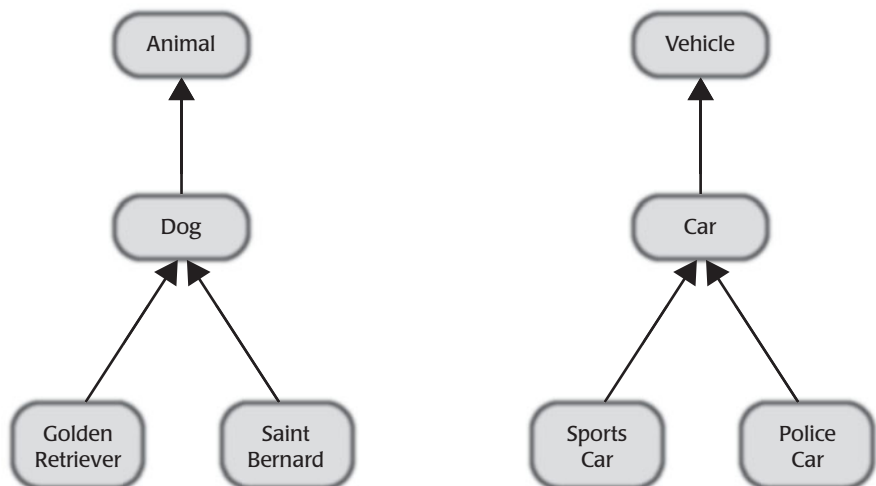 Animal
Vehicle
Dog
Car
Golden
Retriever
Saint
Bernard
Sports
Car
Police
Car